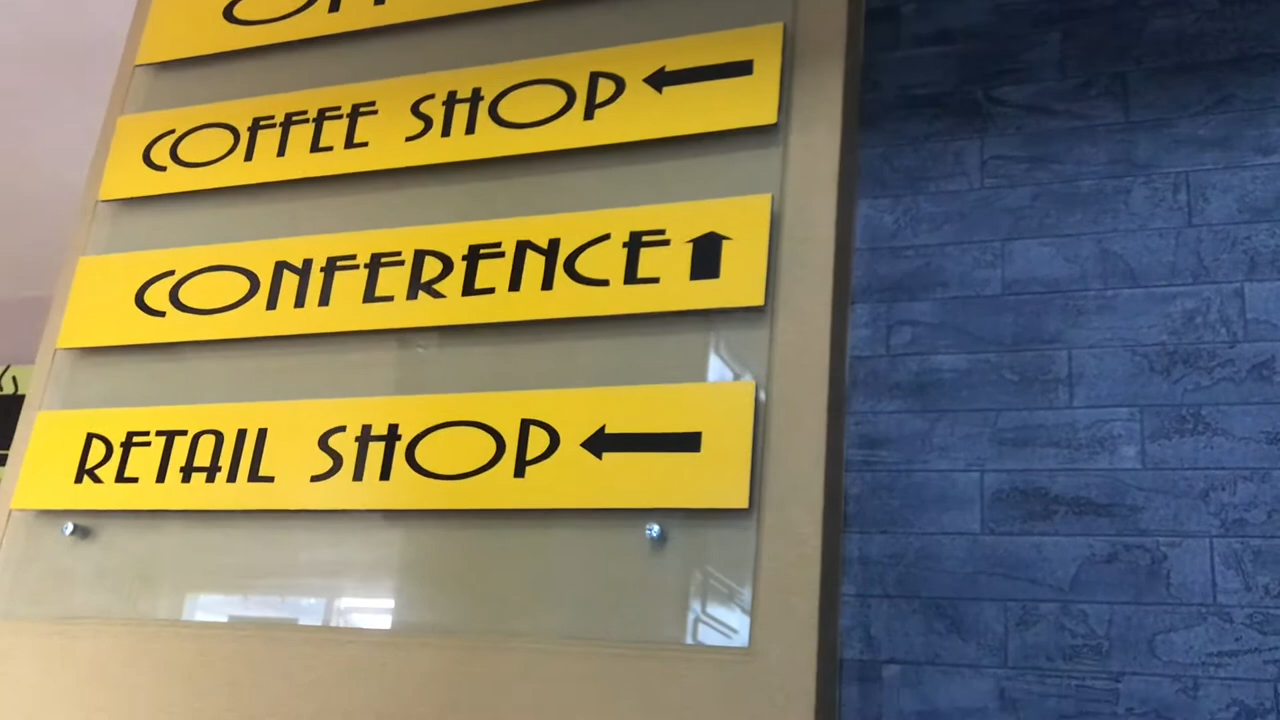 COFFEE SHOP ←
CONFERENCE ↑
RETAIL SHOP ←